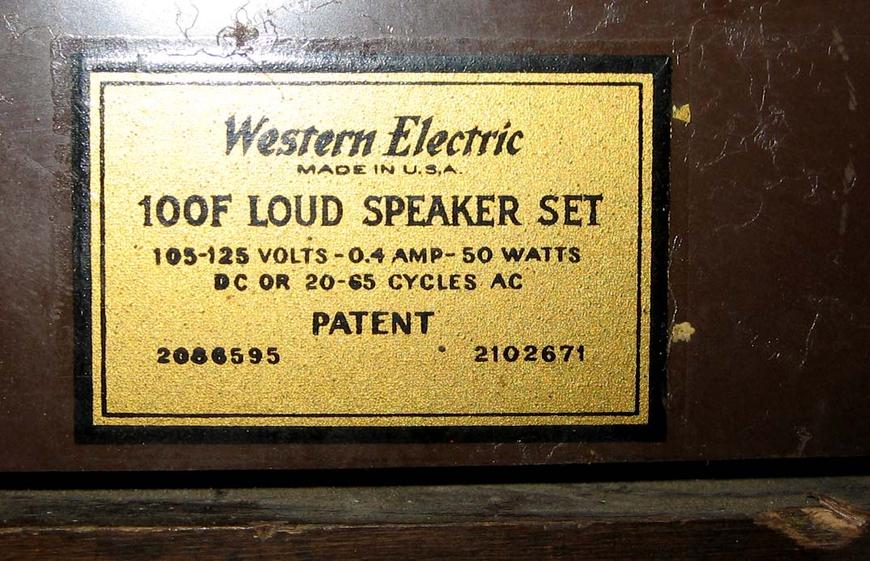 Western Electric
MADE IN U.S.A.
100F LOUD SPEAKER SET
105-125 VOLTS - 0.4 AMP - 50 WATTS
DC OR 20-65 CYCLES AC
PATENT
2086595 2102671